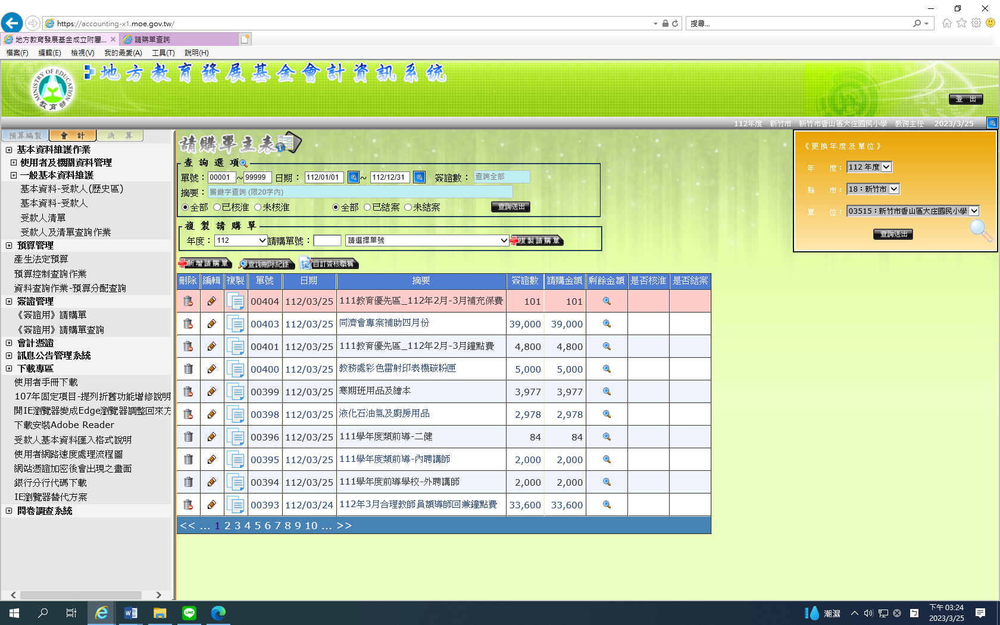 https://accounting-x1.moe.gov.tw/
搜尋...
地方教育發展基金成立附屬...
請購單查詢
檔案(F) 編輯(E) 檢視(V) 我的最愛(A) 工具(T) 說明(H)
MINISTRY OF EDUCATION
教育部
地方教育發展基金會計資訊系統
登 出
112年度 新竹市 新竹市香山區大庄國民小學 教務主任 2023/3/25
預算編製 會 計 決 算
基本資料維護作業
使用者及機關資料管理
一般基本資料維護
基本資料-受款人(歷史區)
基本資料-受款人
受款人清單
受款人及清單查詢作業
預算管理
產生法定預算
預算控制查詢作業
資料查詢作業-預算分配查詢
簽證管理
《簽證用》請購單
《簽證用》請購單查詢
會計憑證
訊息公告管理系統
下載專區
使用者手冊下載
107年固定項目-提列折舊功能增修說明
開IE瀏覽器變成Edge瀏覽器調整回來方
下載安裝Adobe Reader
受款人基本資料匯入格式說明
使用者網路速度處理流程圖
網站憑證加密後會出現之畫面
銀行分行代碼下載
IE瀏覽器替代方案
問卷調查系統
請購單主表
查 詢 選 項
單號：00001~99999 日期：112/01/01 ~ 112/12/31 簽證數：查詢全部
摘要：關鍵字查詢 (限20字內)
全部 已核准 未核准 全部 已結案 未結案 查詢送出
複 製 請 購 單
年度：112 請購單號： 請選擇單號 複製請購單
新增請購單 查詢刪除紀錄 自訂簽核職稱
刪除 編輯 複製 單號 日期 摘要 簽證數 請購金額 剩餘金額 是否核准 是否結案
00404 112/03/25 111教育優先區_112年2月-3月補充保費 101 101
00403 112/03/25 同濟會專案補助四月份 39,000 39,000
00401 112/03/25 111教育優先區_112年2月-3月鐘點費 4,800 4,800
00400 112/03/25 教務處彩色雷射印表機碳粉匣 5,000 5,000
00399 112/03/25 寒期班用品及繪本 3,977 3,977
00398 112/03/25 液化石油氣及廚房用品 2,978 2,978
00396 112/03/25 111學年度類前導-二健 84 84
00395 112/03/25 111學年度類前導-內聘講師 2,000 2,000
00394 112/03/25 111學年度前導學校-外聘講師 2,000 2,000
00393 112/03/24 112年3月合理教師員額導師回兼鐘點費 33,600 33,600
<< ... 1 2 3 4 5 6 7 8 9 10 ... >>
《更換年度及單位》
年 度：112 年度
縣 市：18：新竹市
單 位：03515：新竹市香山區大庄國民小學
查詢送出
潮濕
下午 03:24
2023/3/25